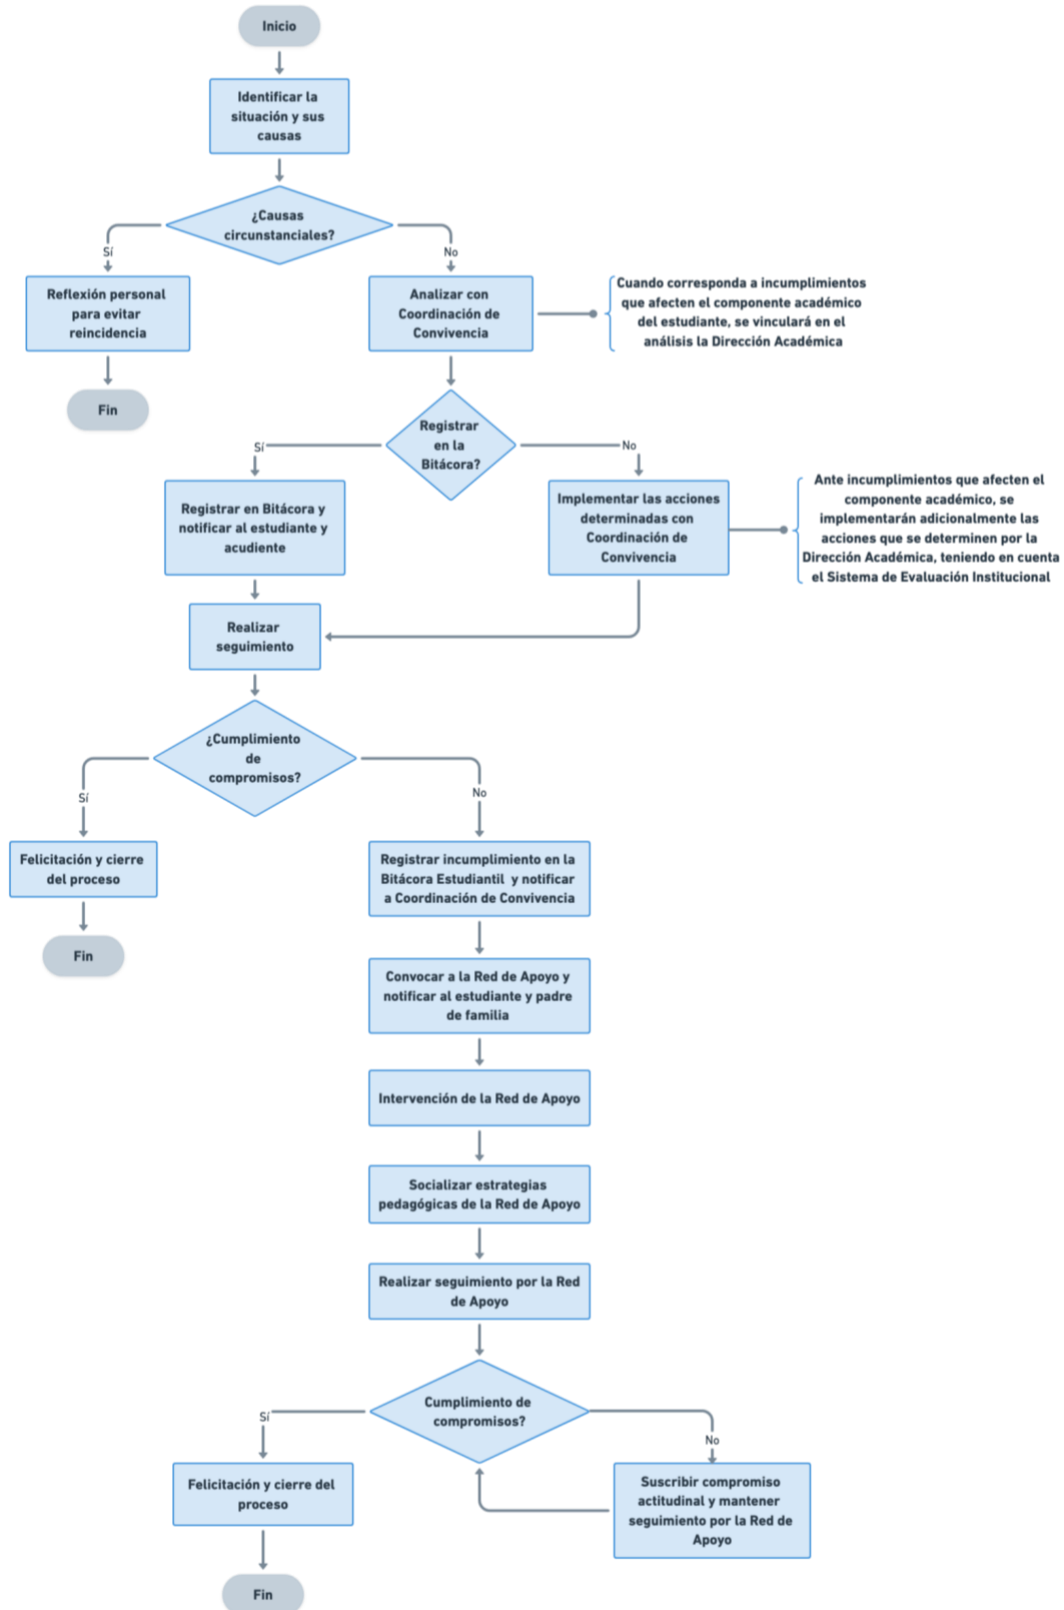 Inicio
Identificar la
situación y sus
causas
¿Causas
circunstanciales?
Sí
No
Reflexión personal
para evitar
reincidencia
Analizar con
Coordinación de
Convivencia
Cuando corresponda a incumplimientos
que afecten el componente académico
del estudiante, se vinculará en el
análisis la Dirección Académica
Fin
Registrar
en la
Bitácora?
Sí
No
Registrar en Bitácora y
notificar al estudiante y
acudiente
Implementar las acciones
determinadas con
Coordinación de
Convivencia
Ante incumplimientos que afecten el
componente académico, se
implementarán adicionalmente las
acciones que se determinen por la
Dirección Académica, teniendo en cuenta
el Sistema de Evaluación Institucional
Realizar
seguimiento
¿Cumplimiento
de
compromisos?
Sí
No
Felicitación y cierre
del proceso
Registrar incumplimiento en la
Bitácora Estudiantil y notificar
a Coordinación de Convivencia
Fin
Convocar a la Red de Apoyo y
notificar al estudiante y padre
de familia
Intervención de la Red de Apoyo
Socializar estrategias
pedagógicas de la Red de Apoyo
Realizar seguimiento por la Red
de Apoyo
Cumplimiento de
compromisos?
Sí
No
Felicitación y cierre del
proceso
Suscribir compromiso
actitudinal y mantener
seguimiento por la Red de
Apoyo
Fin